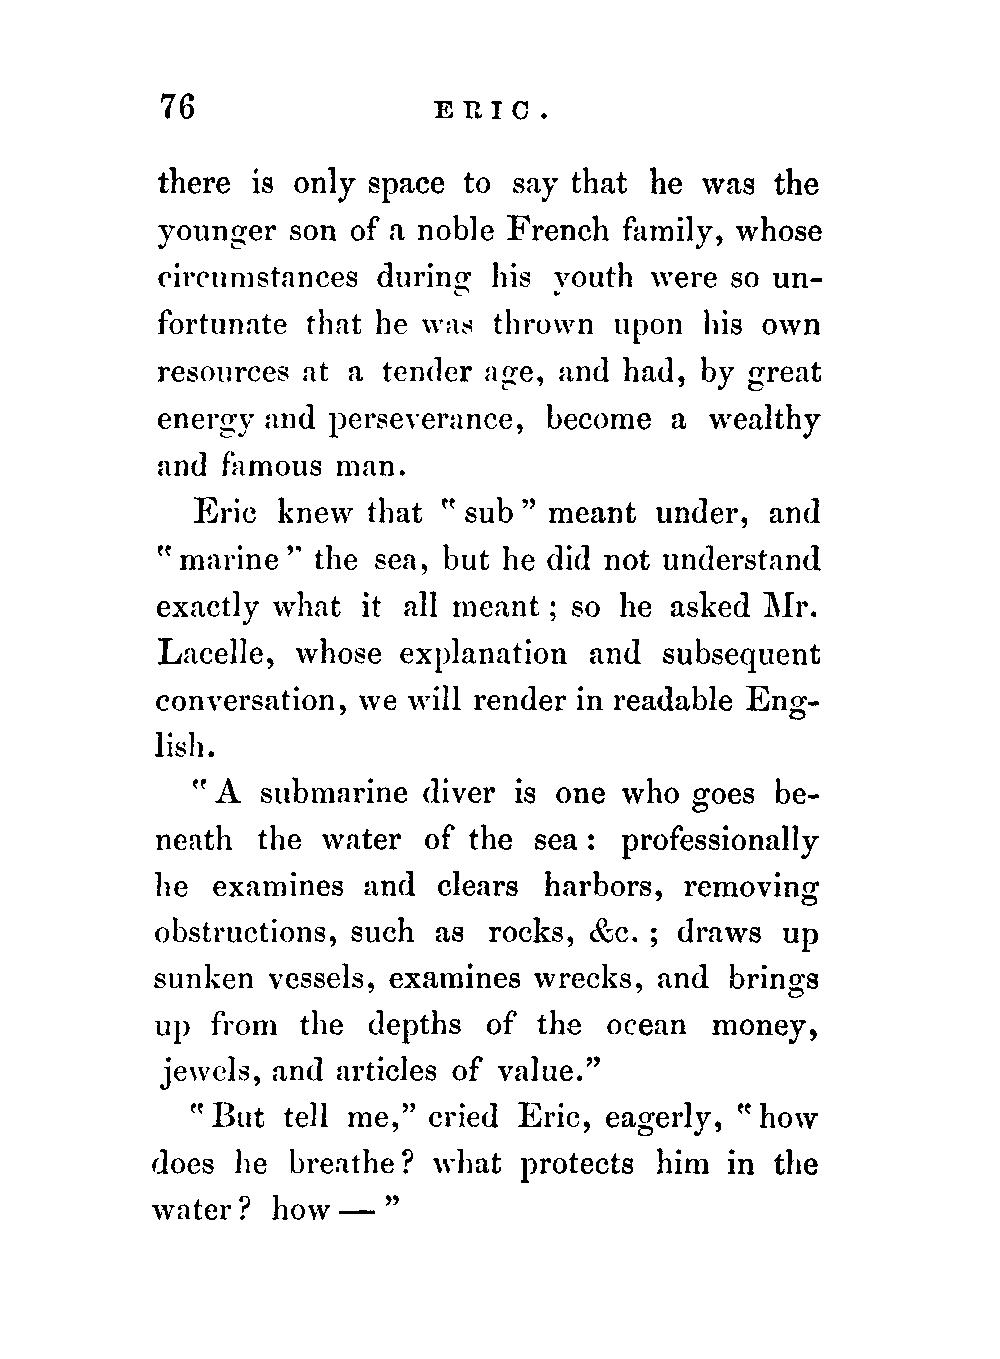 76 ERIC.
there is only space to say that he was the
younger son of a noble French family, whose
circumstances during his youth were so un-
fortunate that he was thrown upon his own
resources at a tender age, and had, by great
energy and perseverance, become a wealthy
and famous man.
Eric knew that "sub" meant under, and
"marine" the sea, but he did not understand
exactly what it all meant; so he asked Mr.
Lacelle, whose explanation and subsequent
conversation, we will render in readable Eng-
lish.
"A submarine diver is one who goes be-
neath the water of the sea: professionally
he examines and clears harbors, removing
obstructions, such as rocks, &c.; draws up
sunken vessels, examines wrecks, and brings
up from the depths of the ocean money,
jewels, and articles of value."
"But tell me," cried Eric, eagerly, "how
does he breathe? what protects him in the
water? how — "